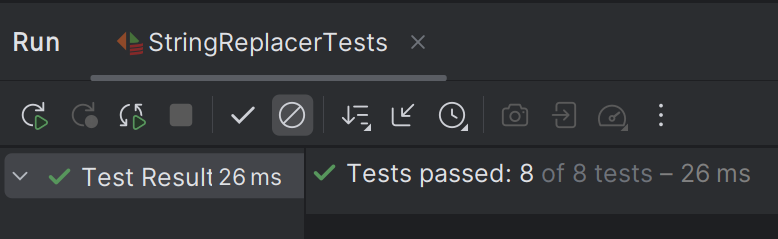 Run StringReplacerTests
Test Result 26 ms
Tests passed: 8 of 8 tests – 26 ms